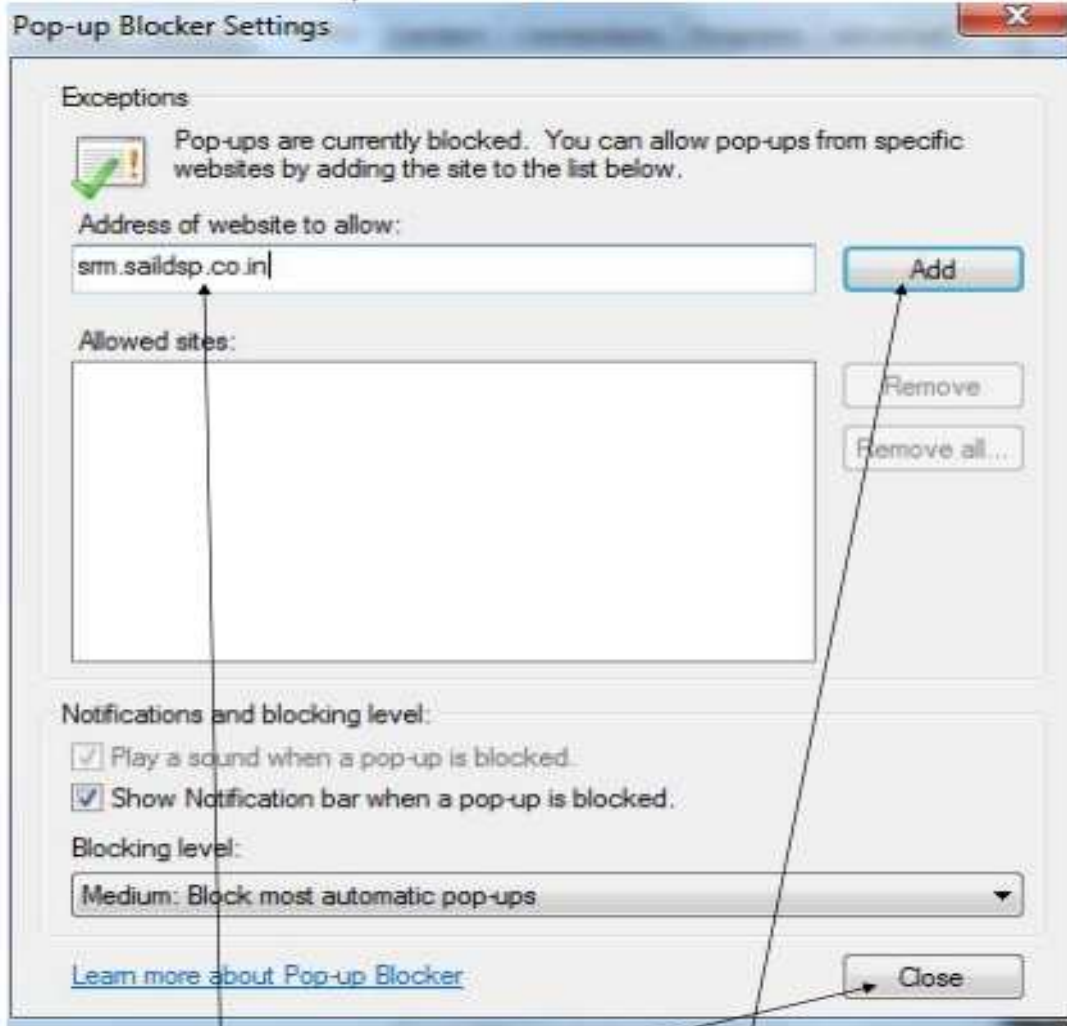 Pop-up Blocker Settings
Exceptions
Pop-ups are currently blocked. You can allow pop-ups from specific
websites by adding the site to the list below.
Address of website to allow:
srm.saildsp.co.in
Add
Allowed sites:
Remove
Remove all...
Notifications and blocking level:
Play a sound when a pop-up is blocked.
Show Notification bar when a pop-up is blocked.
Blocking level:
Medium: Block most automatic pop-ups
Learn more about Pop-up Blocker
Close